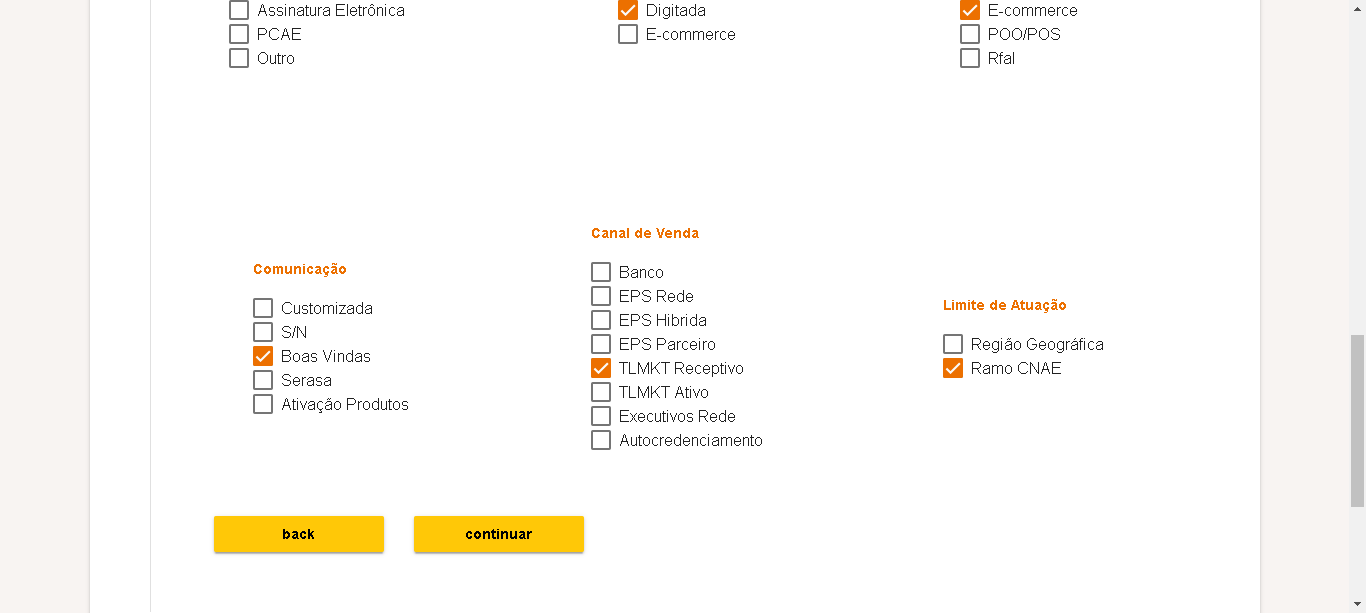 Assinatura Eletrônica
PCAE
Outro
Digitada
E-commerce
E-commerce
POO/POS
Rfal
Comunicação
Customizada
S/N
Boas Vindas
Serasa
Ativação Produtos
Canal de Venda
Banco
EPS Rede
EPS Hibrida
EPS Parceiro
TLMKT Receptivo
TLMKT Ativo
Executivos Rede
Autocredenciamento
Limite de Atuação
Região Geográfica
Ramo CNAE
back
continuar